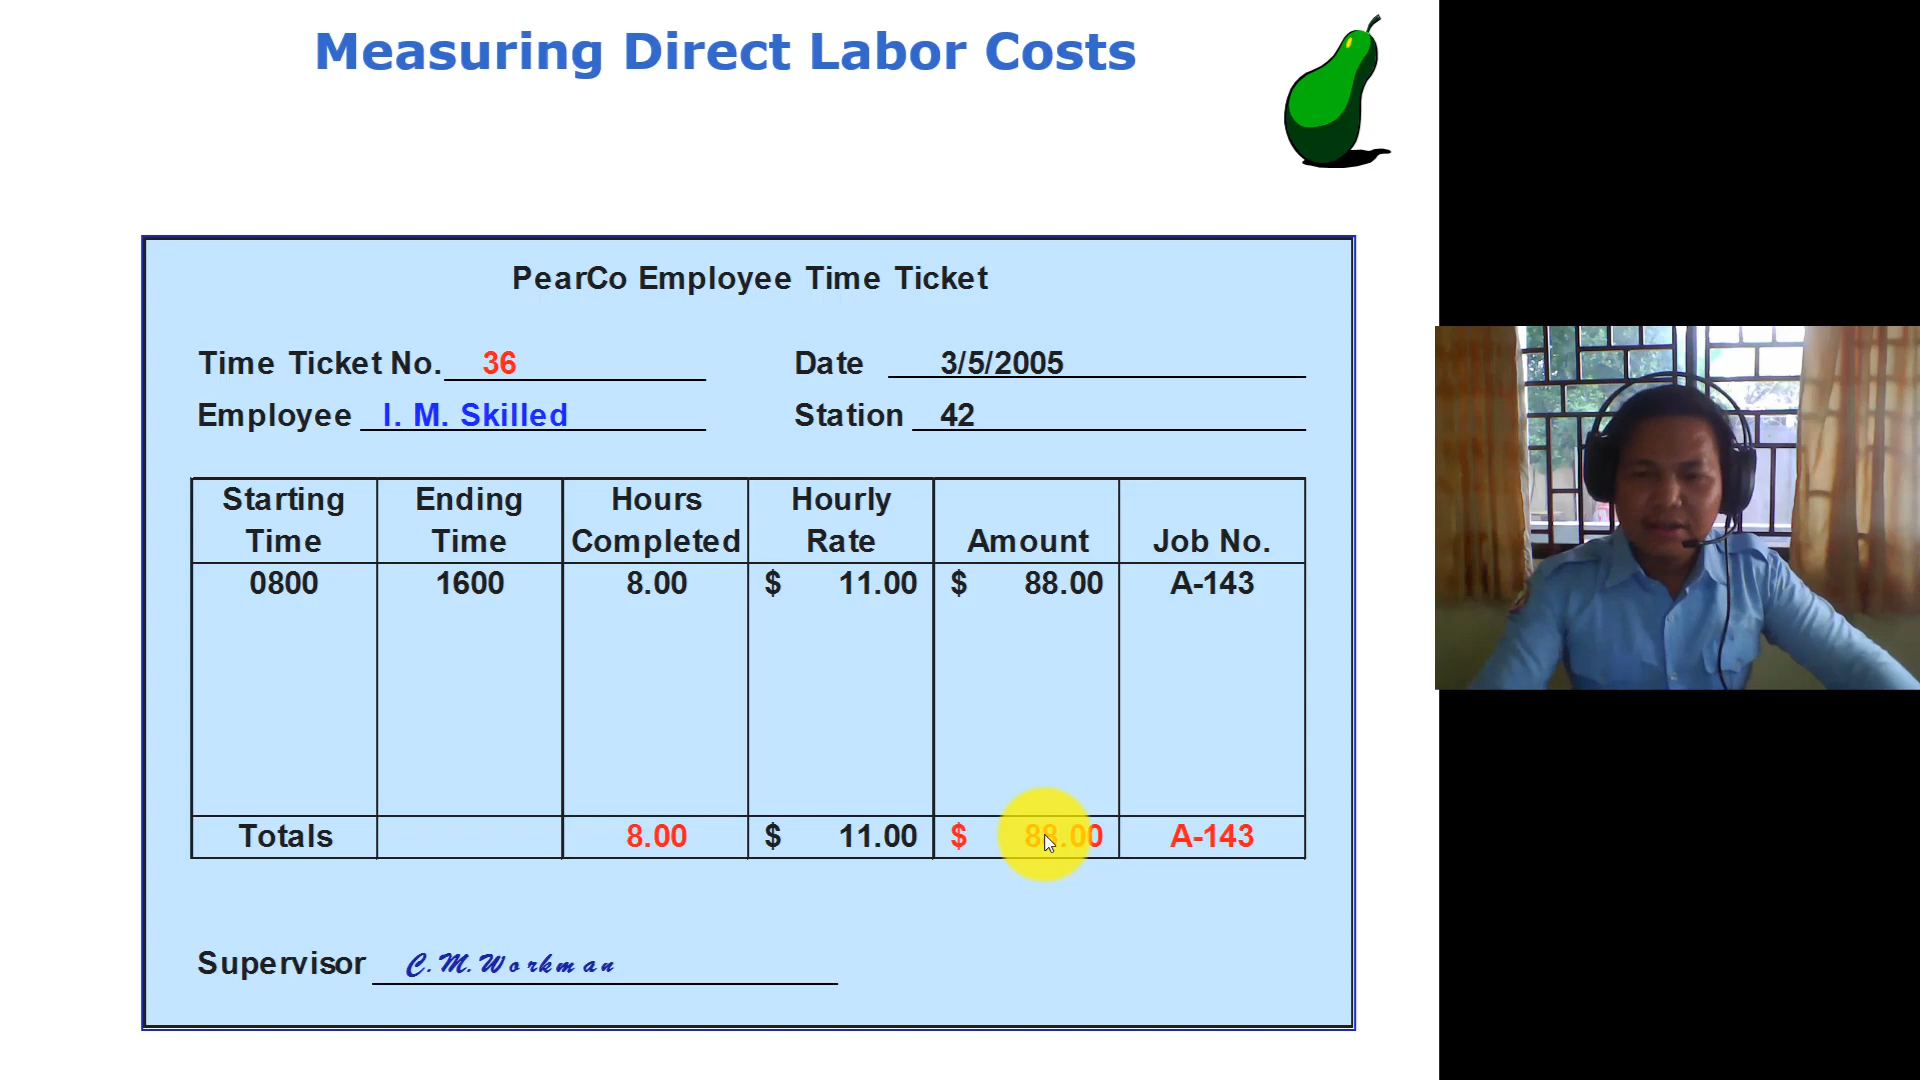 Measuring Direct Labor Costs
PearCo Employee Time Ticket
Time Ticket No. 36 Date 3/5/2005
Employee I. M. Skilled Station 42
Starting Time Ending Time Hours Completed Hourly Rate Amount Job No.
0800 1600 8.00 $ 11.00 $ 88.00 A-143
Totals 8.00 $ 11.00 $ 88.00 A-143
Supervisor C.M.Workman